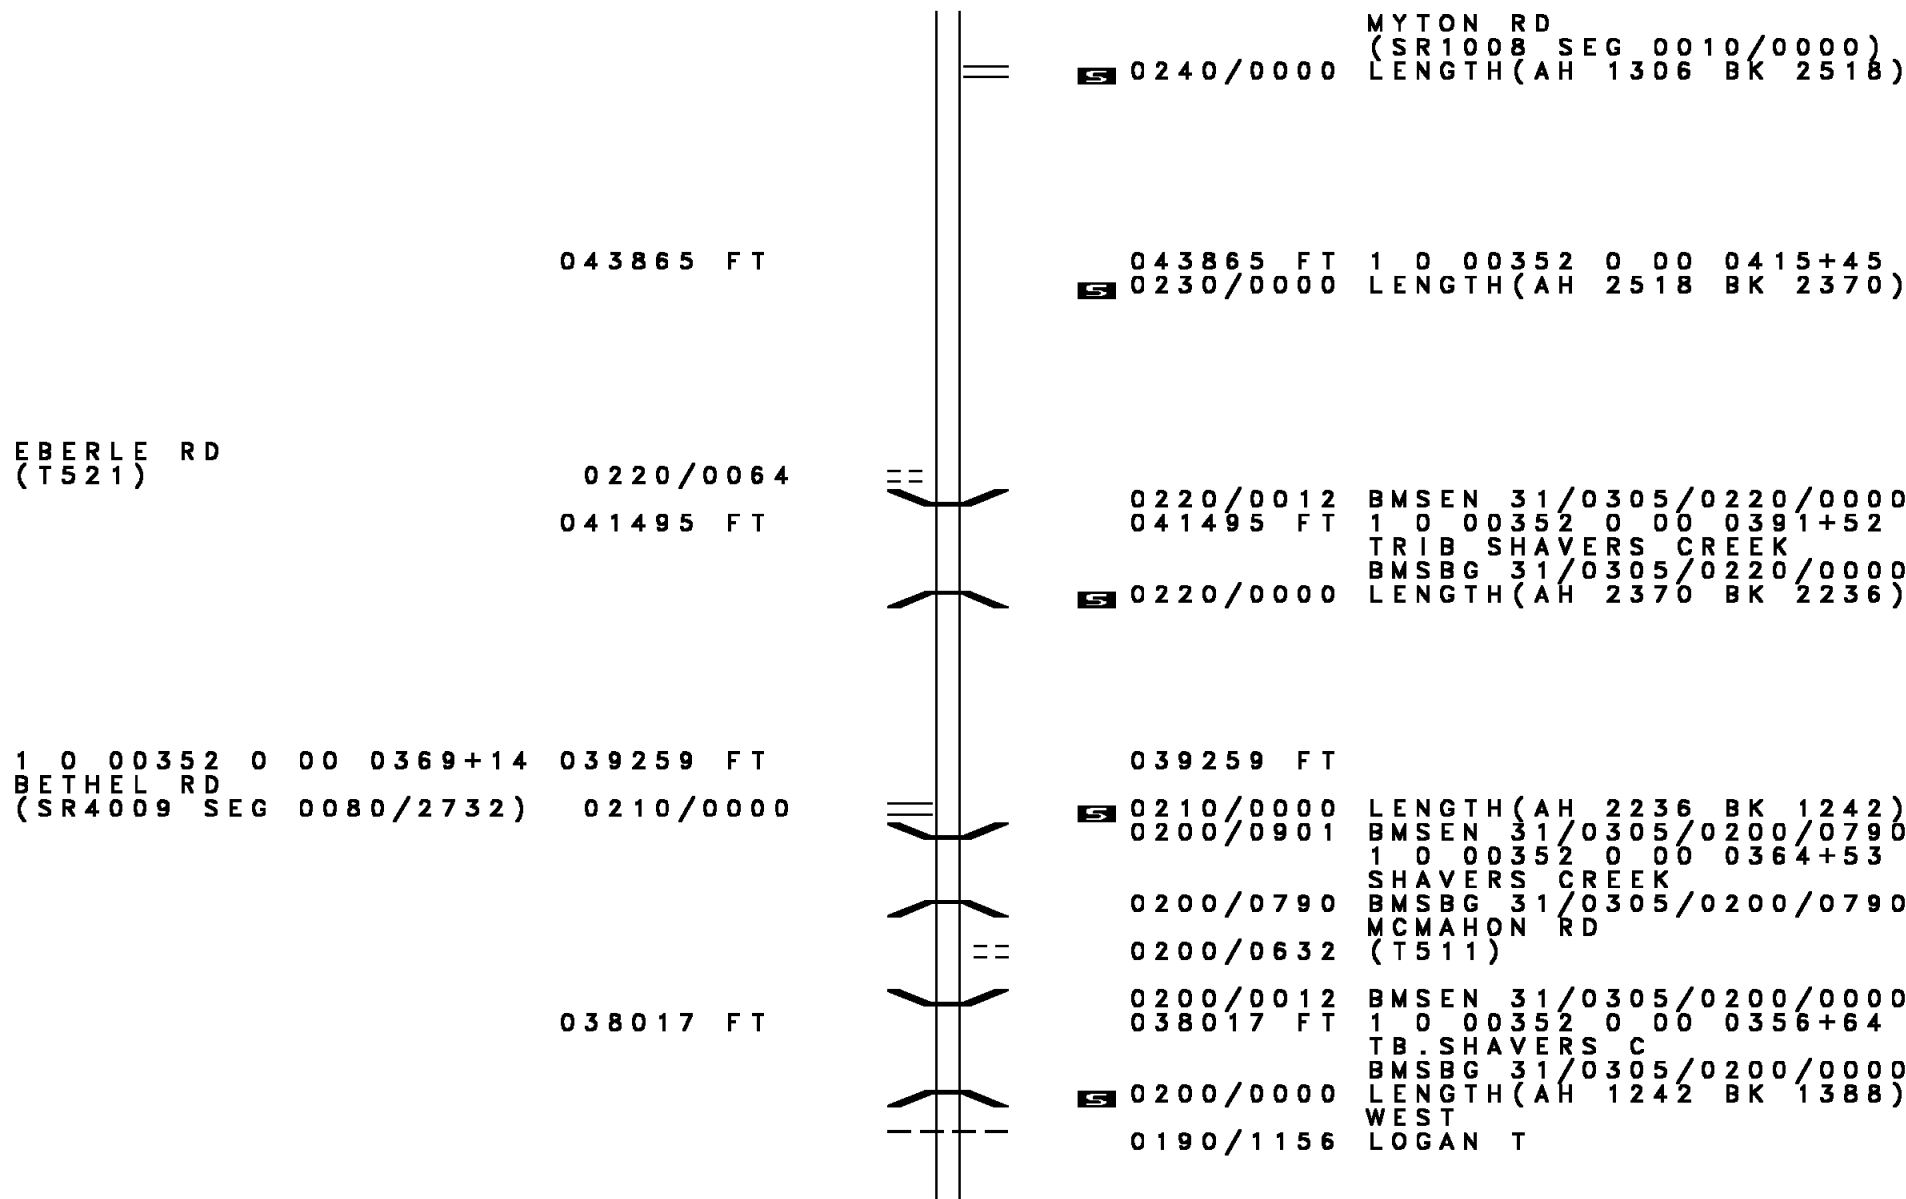 MYTON RD
(SR1008 SEG 0010/0000)
S 0240/0000 LENGTH(AH 1306 BK 2518)
043865 FT 043865 FT 1 0 00352 0 00 0415+45
S 0230/0000 LENGTH(AH 2518 BK 2370)
EBERLE RD
(T521) 0220/0064
0220/0012 BMSEN 31/0305/0220/0000
041495 FT 041495 FT 1 0 00352 0 00 0391+52
TRIB SHAVERS CREEK
BMSBG 31/0305/0220/0000
S 0220/0000 LENGTH(AH 2370 BK 2236)
1 0 00352 0 00 0369+14 039259 FT 039259 FT
BETHEL RD
(SR4009 SEG 0080/2732) 0210/0000 S 0210/0000 LENGTH(AH 2236 BK 1242)
0200/0901 BMSEN 31/0305/0200/0790
1 0 00352 0 00 0364+53
SHAVERS CREEK
0200/0790 BMSBG 31/0305/0200/0790
MCMAHON RD
0200/0632 (T511)
0200/0012 BMSEN 31/0305/0200/0000
038017 FT 038017 FT 1 0 00352 0 00 0356+64
TB.SHAVERS C
BMSBG 31/0305/0200/0000
S 0200/0000 LENGTH(AH 1242 BK 1388)
WEST
0190/1156 LOGAN T